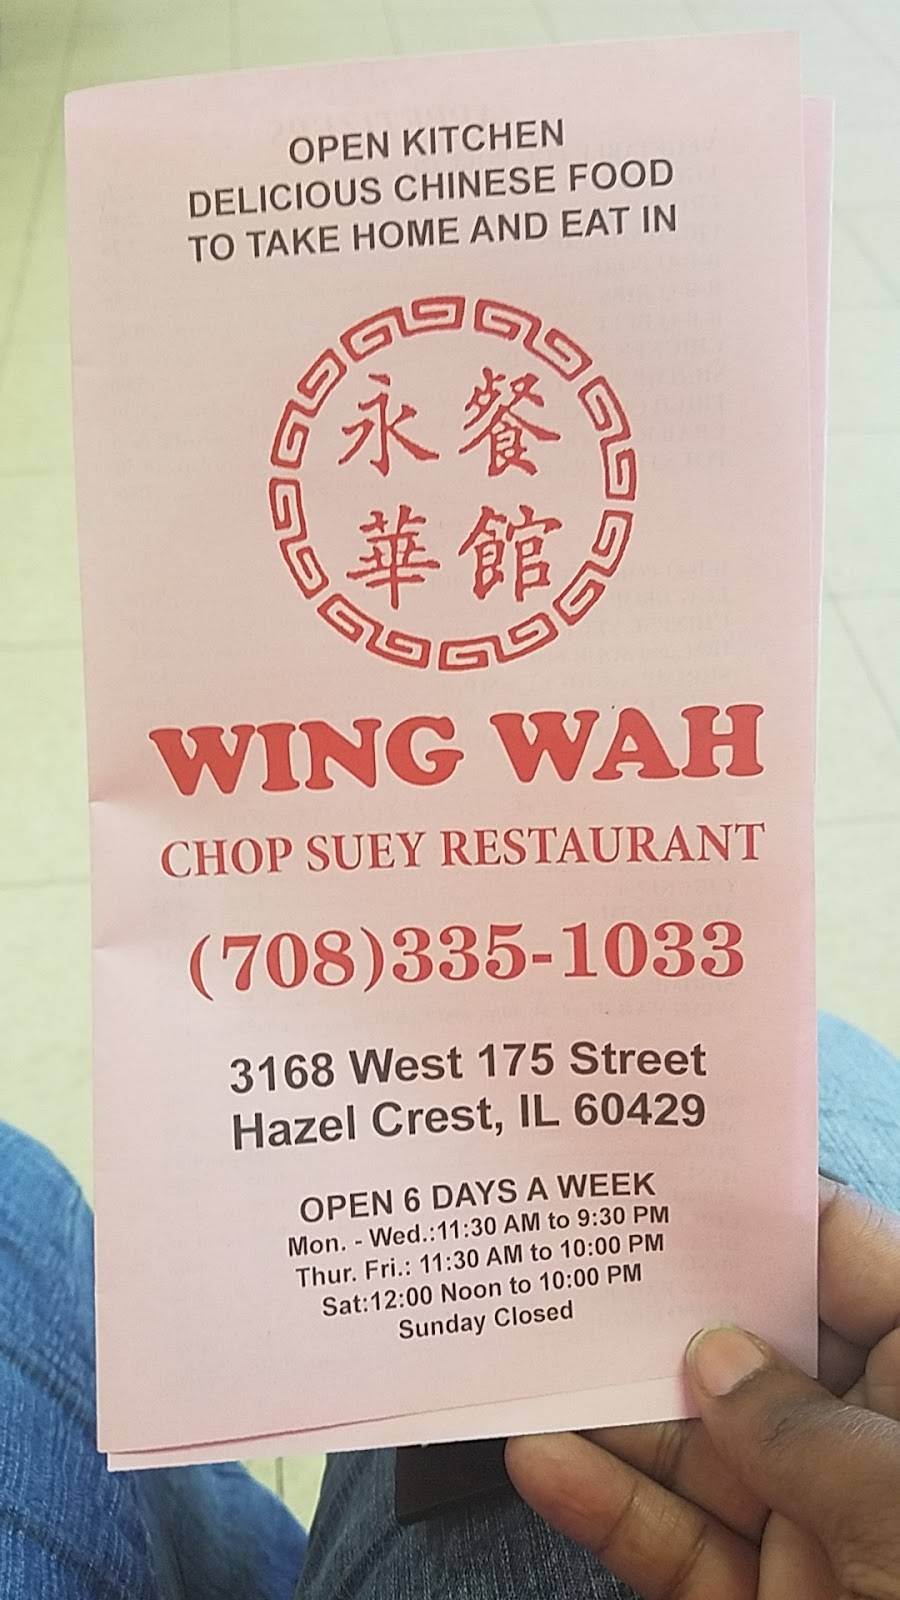 OPEN KITCHEN
DELICIOUS CHINESE FOOD
TO TAKE HOME AND EAT IN
永餐
華館
WING WAH
CHOP SUEY RESTAURANT
(708)335-1033
3168 West 175 Street
Hazel Crest, IL 60429
OPEN 6 DAYS A WEEK
Mon. - Wed.:11:30 AM to 9:30 PM
Thur. Fri.: 11:30 AM to 10:00 PM
Sat:12:00 Noon to 10:00 PM
Sunday Closed